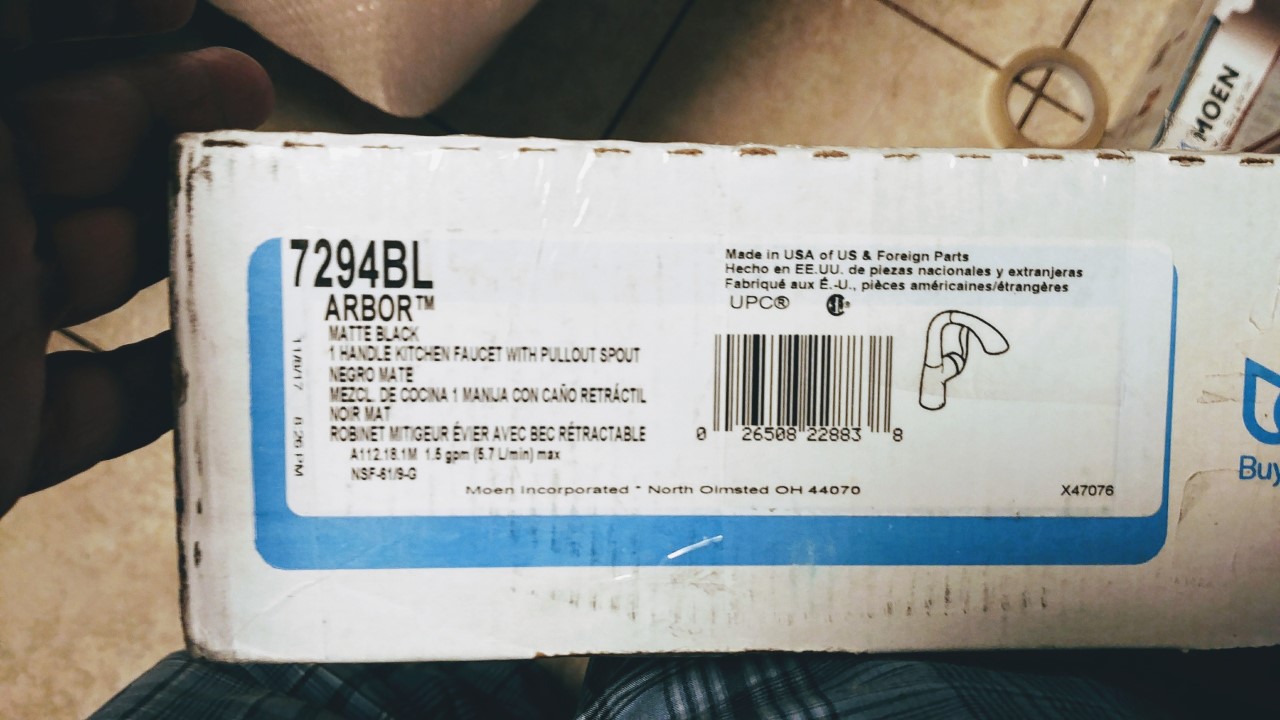 MOEN
7294BL
ARBOR™
MATTE BLACK
1 HANDLE KITCHEN FAUCET WITH PULLOUT SPOUT
NEGRO MATE
MEZCL. DE COCINA 1 MANIJA CON CAÑO RETRÁCTIL
NOIR MAT
ROBINET MITIGEUR ÉVIER AVEC BEC RÉTRACTABLE
A112.18.1M 1.5 gpm (5.7 L/min) max
NSF-61/9-G
8:26 PM
Made in USA of US & Foreign Parts
Hecho en EE.UU. de piezas nacionales y extranjeras
Fabriqué aux É.-U., pièces américaines/étrangères
UPC®
0 26508 22883 8
Moen Incorporated * North Olmsted OH 44070
X47076
Buy